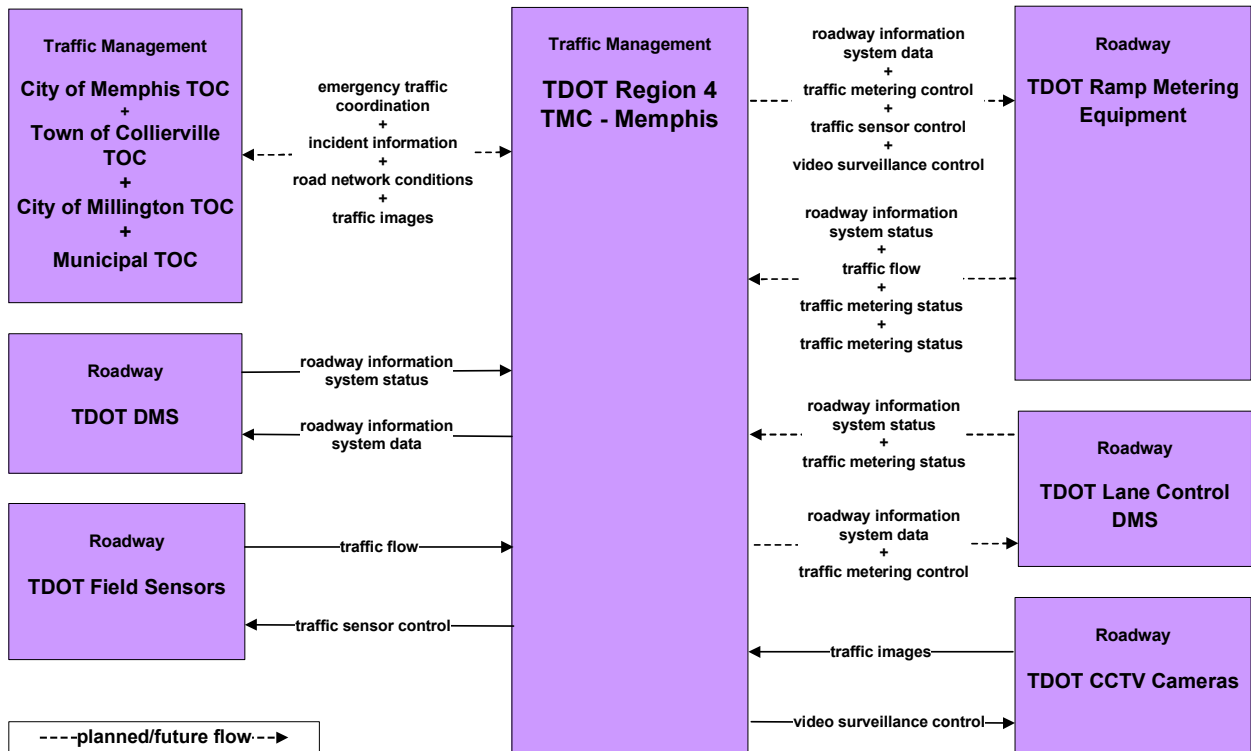 Traffic Management
City of Memphis TOC
+
Town of Collierville
TOC
+
City of Millington TOC
+
Municipal TOC
emergency traffic
coordination
+
incident information
+
road network conditions
+
traffic images
Traffic Management
TDOT Region 4
TMC - Memphis
roadway information
system data
+
traffic metering control
+
traffic sensor control
+
video surveillance control
Roadway
TDOT Ramp Metering
Equipment
roadway information
system status
+
traffic flow
+
traffic metering status
+
traffic metering status
Roadway
TDOT DMS
roadway information
system status
roadway information
system data
roadway information
system status
+
traffic metering status
Roadway
TDOT Lane Control
DMS
roadway information
system data
+
traffic metering control
Roadway
TDOT Field Sensors
traffic flow
traffic sensor control
Roadway
TDOT CCTV Cameras
traffic images
video surveillance control
planned/future flow